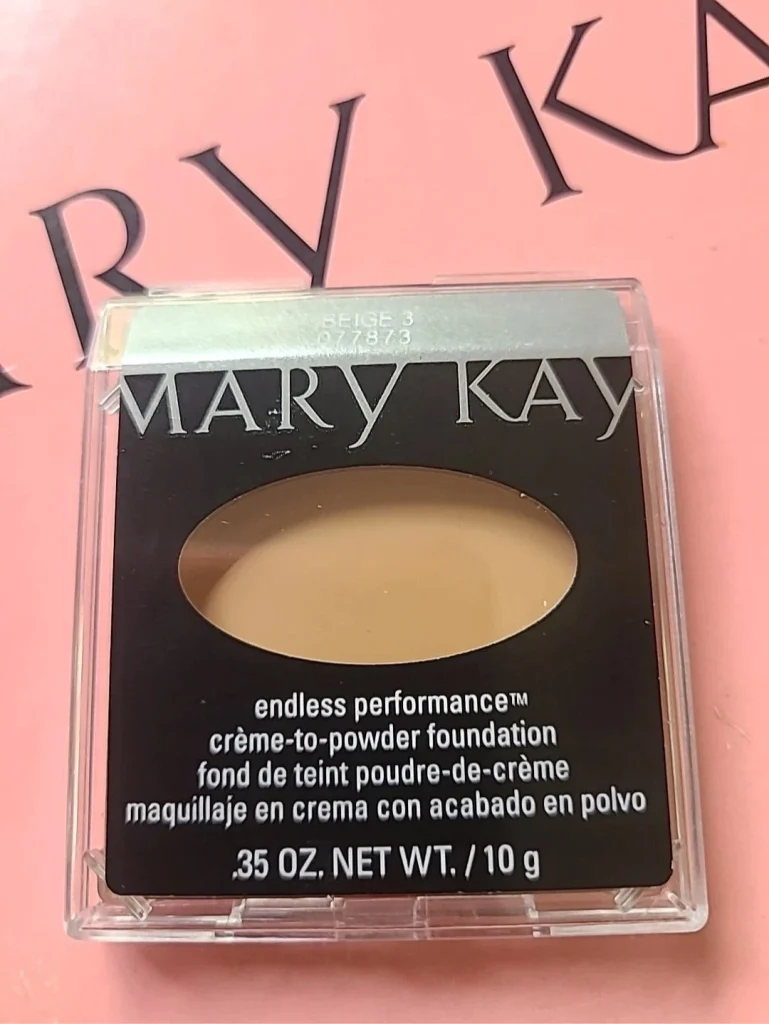 RY KA
BEIGE 3
077873
MARY KAY
endless performance™
crème-to-powder foundation
fond de teint poudre-de-crème
maquillaje en crema con acabado en polvo
.35 OZ. NET WT. / 10 g